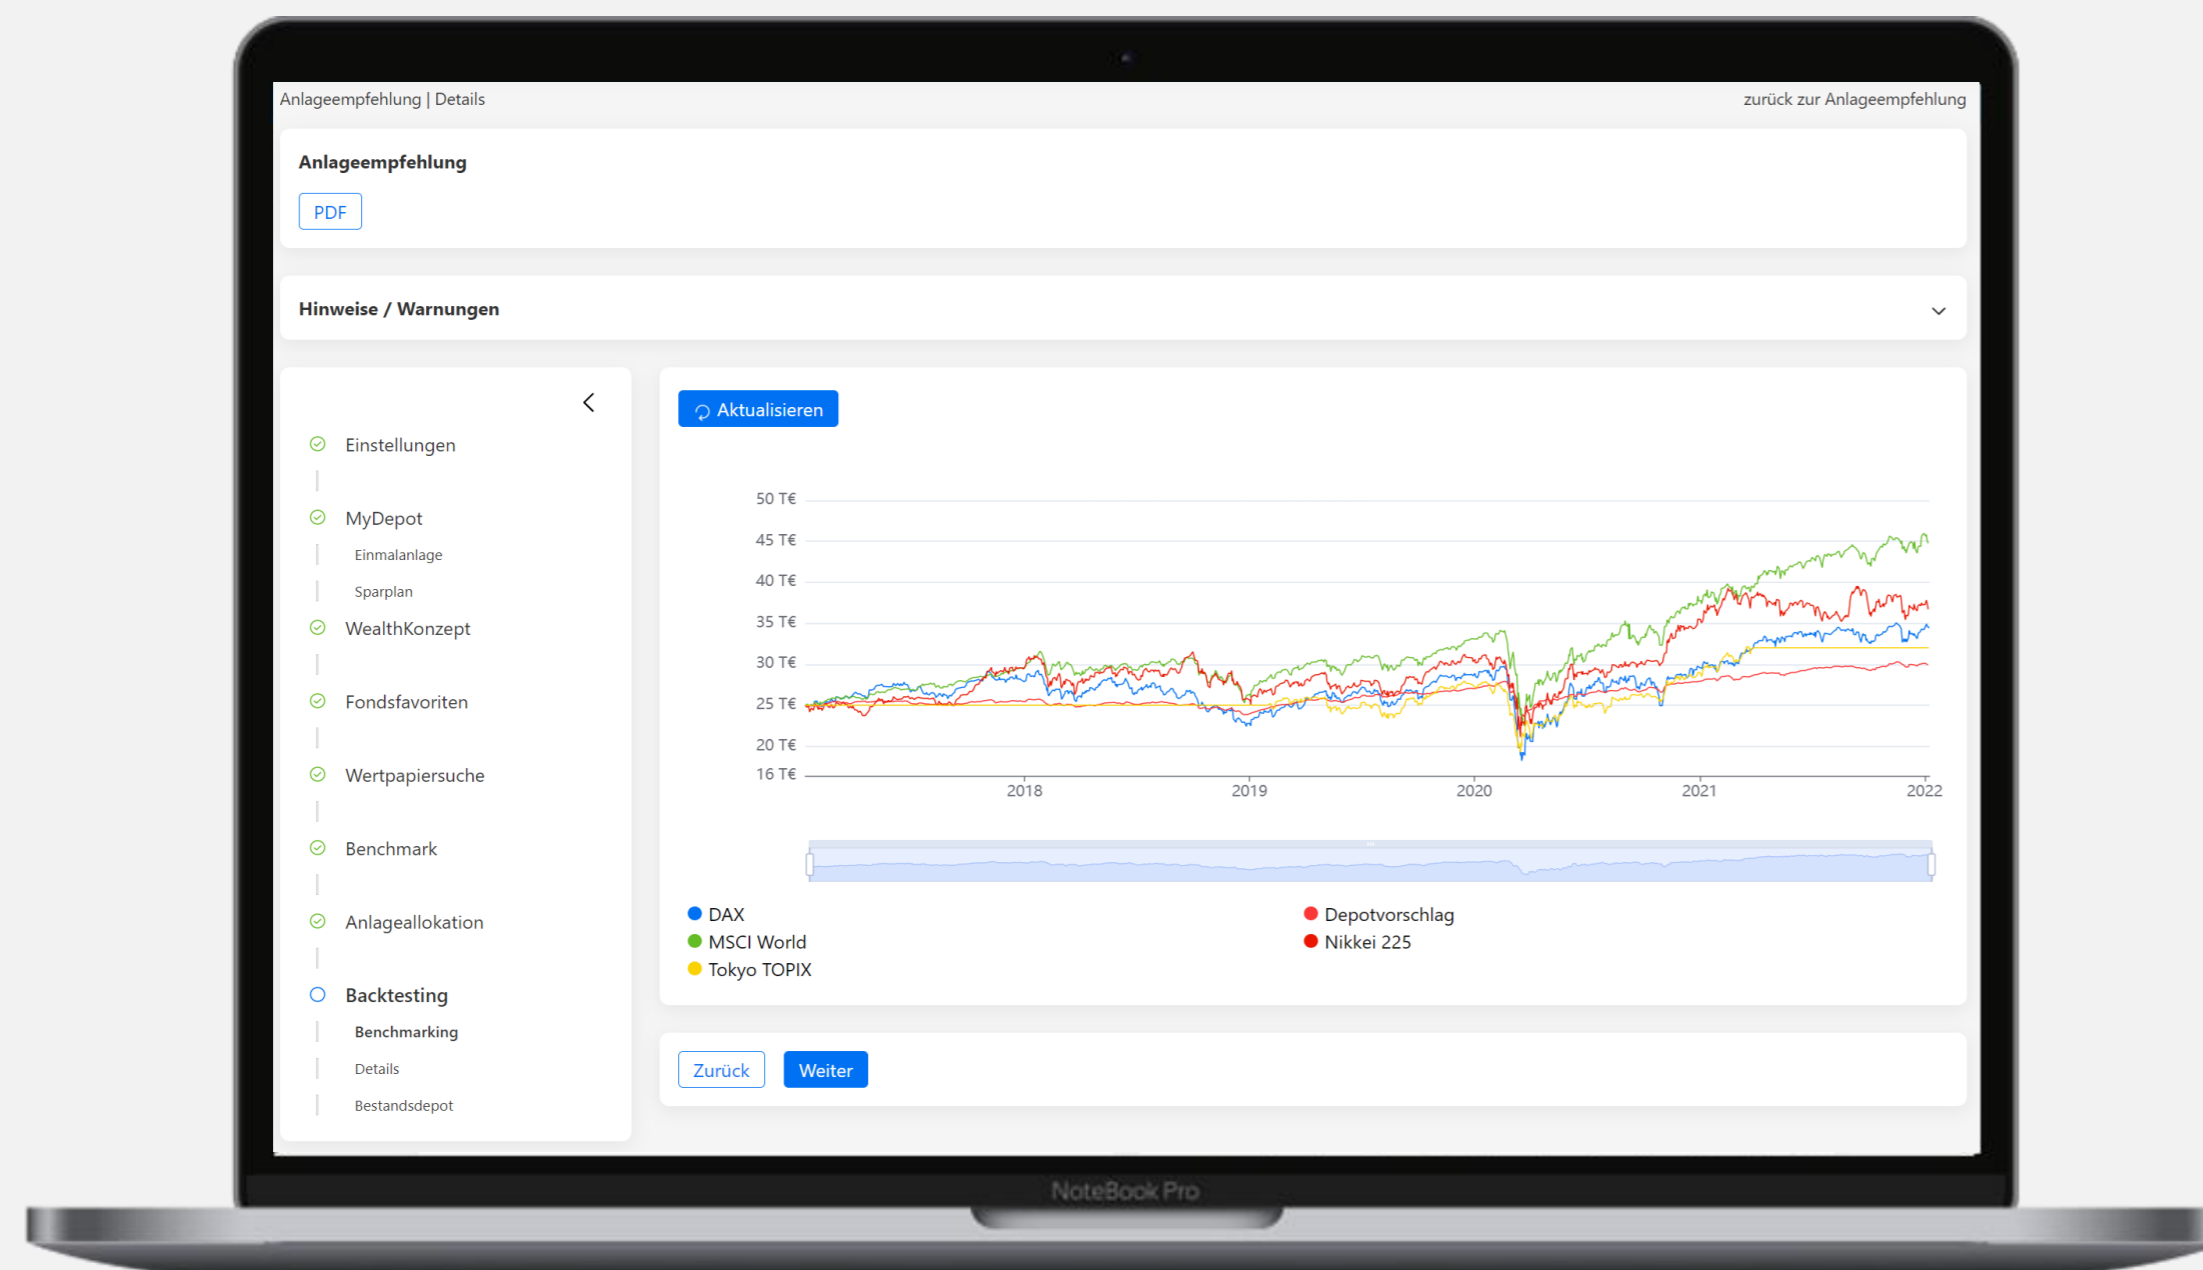 Anlageempfehlung | Details
zurück zur Anlageempfehlung
Anlageempfehlung
PDF
Hinweise / Warnungen
Einstellungen
MyDepot
Einmalanlage
Sparplan
WealthKonzept
Fondsfavoriten
Wertpapiersuche
Benchmark
Anlageallokation
Backtesting
Benchmarking
Details
Bestandsdepot
Aktualisieren
50 T€
45 T€
40 T€
35 T€
30 T€
25 T€
20 T€
16 T€
2018 2019 2020 2021 2022
DAX
MSCI World
Tokyo TOPIX
Depotvorschlag
Nikkei 225
Zurück Weiter
NoteBook Pro